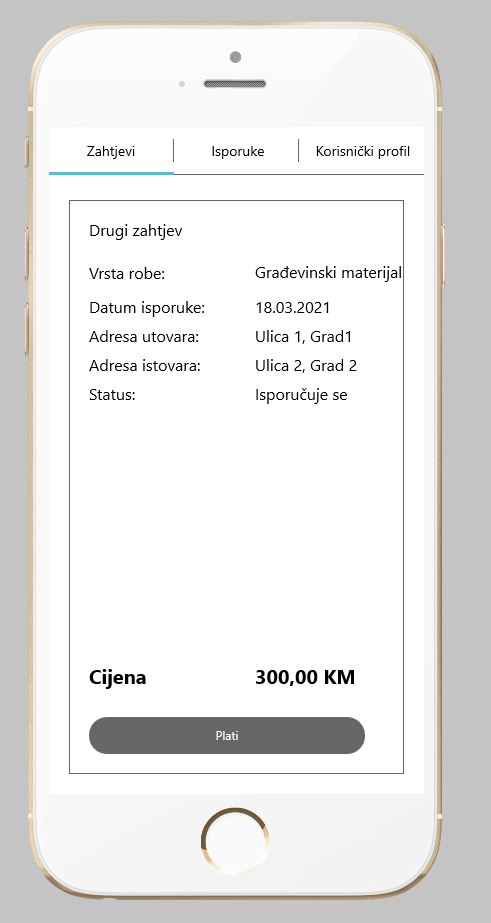 Zahtjevi Isporuke Korisnički profil
Drugi zahtjev
Vrsta robe: Građevinski materijal
Datum isporuke: 18.03.2021
Adresa utovara: Ulica 1, Grad1
Adresa istovara: Ulica 2, Grad 2
Status: Isporučuje se
Cijena 300,00 KM
Plati